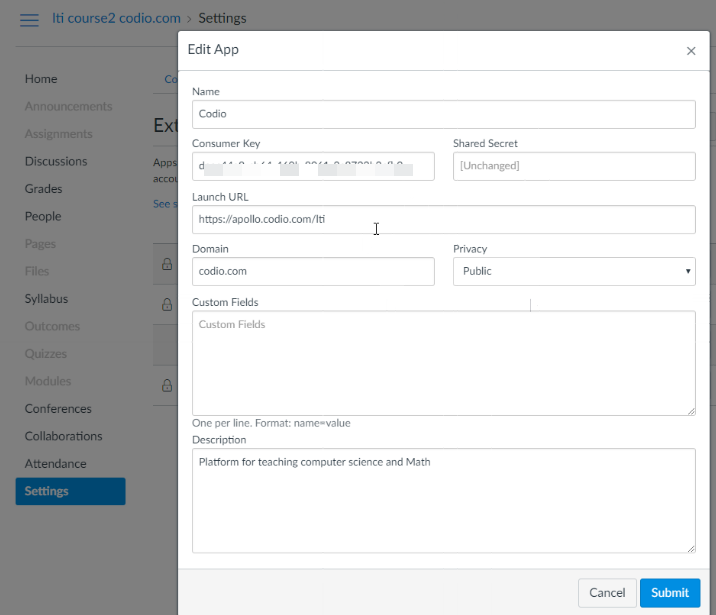 lti course2 codio.com › Settings
Edit App
×
Home
Announcements
Assignments
Discussions
Grades
People
Pages
Files
Syllabus
Outcomes
Quizzes
Modules
Conferences
Collaborations
Attendance
Settings
Co
Ext
Apps
accou
See s
Name
Codio
Consumer Key
Shared Secret
[Unchanged]
Launch URL
https://apollo.codio.com/lti
Domain
codio.com
Privacy
Public
Custom Fields
Custom Fields
One per line. Format: name=value
Description
Platform for teaching computer science and Math
Cancel
Submit